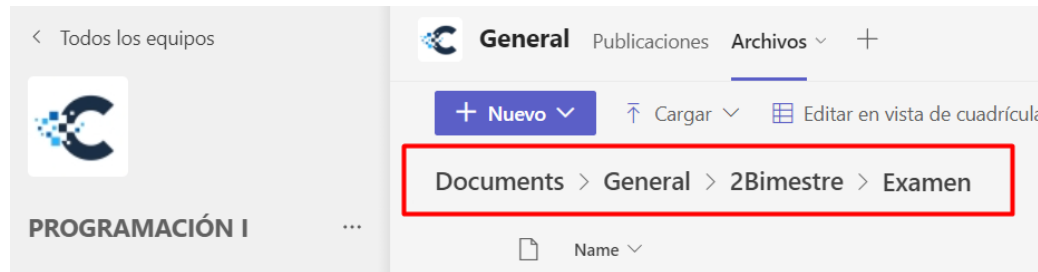 < Todos los equipos
General Publicaciones Archivos
+ Nuevo Cargar Editar en vista de cuadrícula
Documents > General > 2Bimestre > Examen
PROGRAMACIÓN I ...
Name